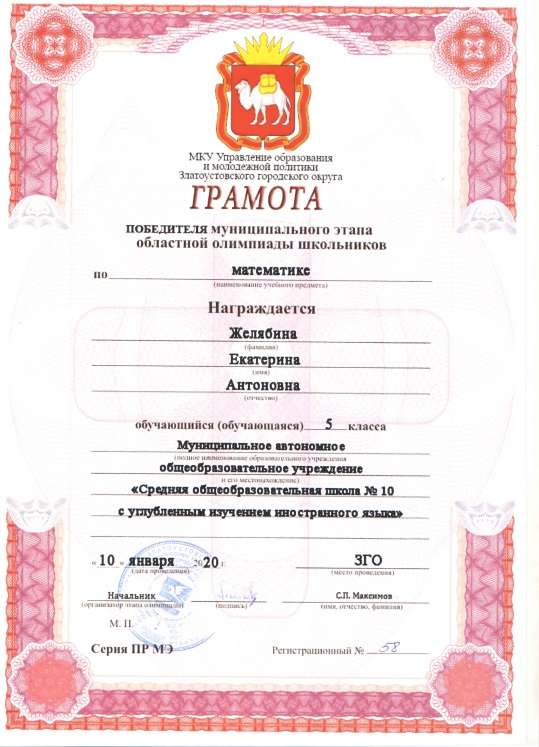 МКУ Управление образования
и молодежной политики
Златоустовского городского округа
ГРАМОТА
ПОБЕДИТЕЛЯ муниципального этапа
областной олимпиады школьников
по математике
(наименование учебного предмета)
Награждается
Желябина
(фамилия)
Екатерина
(имя)
Антоновна
(отчество)
обучающийся (обучающаяся) 5 класса
Муниципальное автономное
(полное наименование образовательного учреждения
общеобразовательное учреждение
и его местонахождение)
«Средняя общеобразовательная школа № 10
с углубленным изучением иностранного языка»
« 10 » января 2020 г. ЗГО
(дата проведения) (место проведения)
Начальник С.П. Максимов
(организатор этапа олимпиады) (подпись) (имя, отчество, фамилия)
М. П.
Серия ПР МЭ Регистрационный № 58